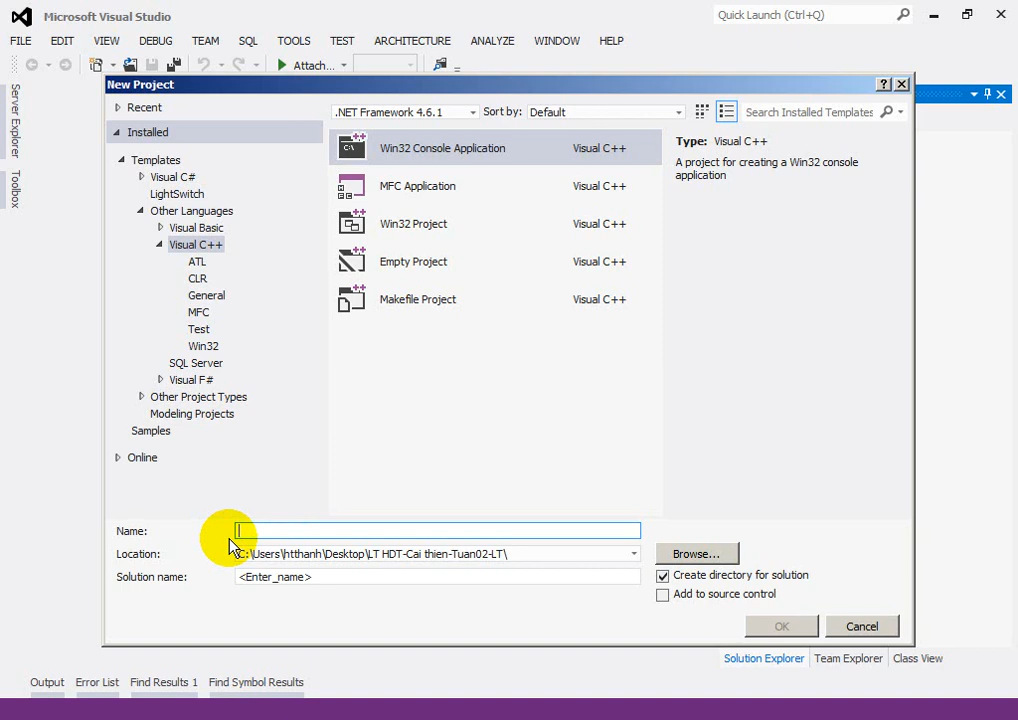 Microsoft Visual Studio
Quick Launch (Ctrl+Q)
FILE EDIT VIEW DEBUG TEAM SQL TOOLS TEST ARCHITECTURE ANALYZE WINDOW HELP
Attach...
Server Explorer
Toolbox
New Project
Recent
.NET Framework 4.6.1 Sort by: Default
Search Installed Templates
Installed
Templates
Visual C#
LightSwitch
Other Languages
Visual Basic
Visual C++
ATL
CLR
General
MFC
Test
Win32
SQL Server
Visual F#
Other Project Types
Modeling Projects
Samples
Online
Win32 Console Application Visual C++
MFC Application Visual C++
Win32 Project Visual C++
Empty Project Visual C++
Makefile Project Visual C++
Type: Visual C++
A project for creating a Win32 console
application
Name:
Location: C:\Users\htthanh\Desktop\LT HDT-Cai thien-Tuan02-LT\
Browse...
Solution name: <Enter_name>
Create directory for solution
Add to source control
OK Cancel
Solution Explorer Team Explorer Class View
Output Error List Find Results 1 Find Symbol Results